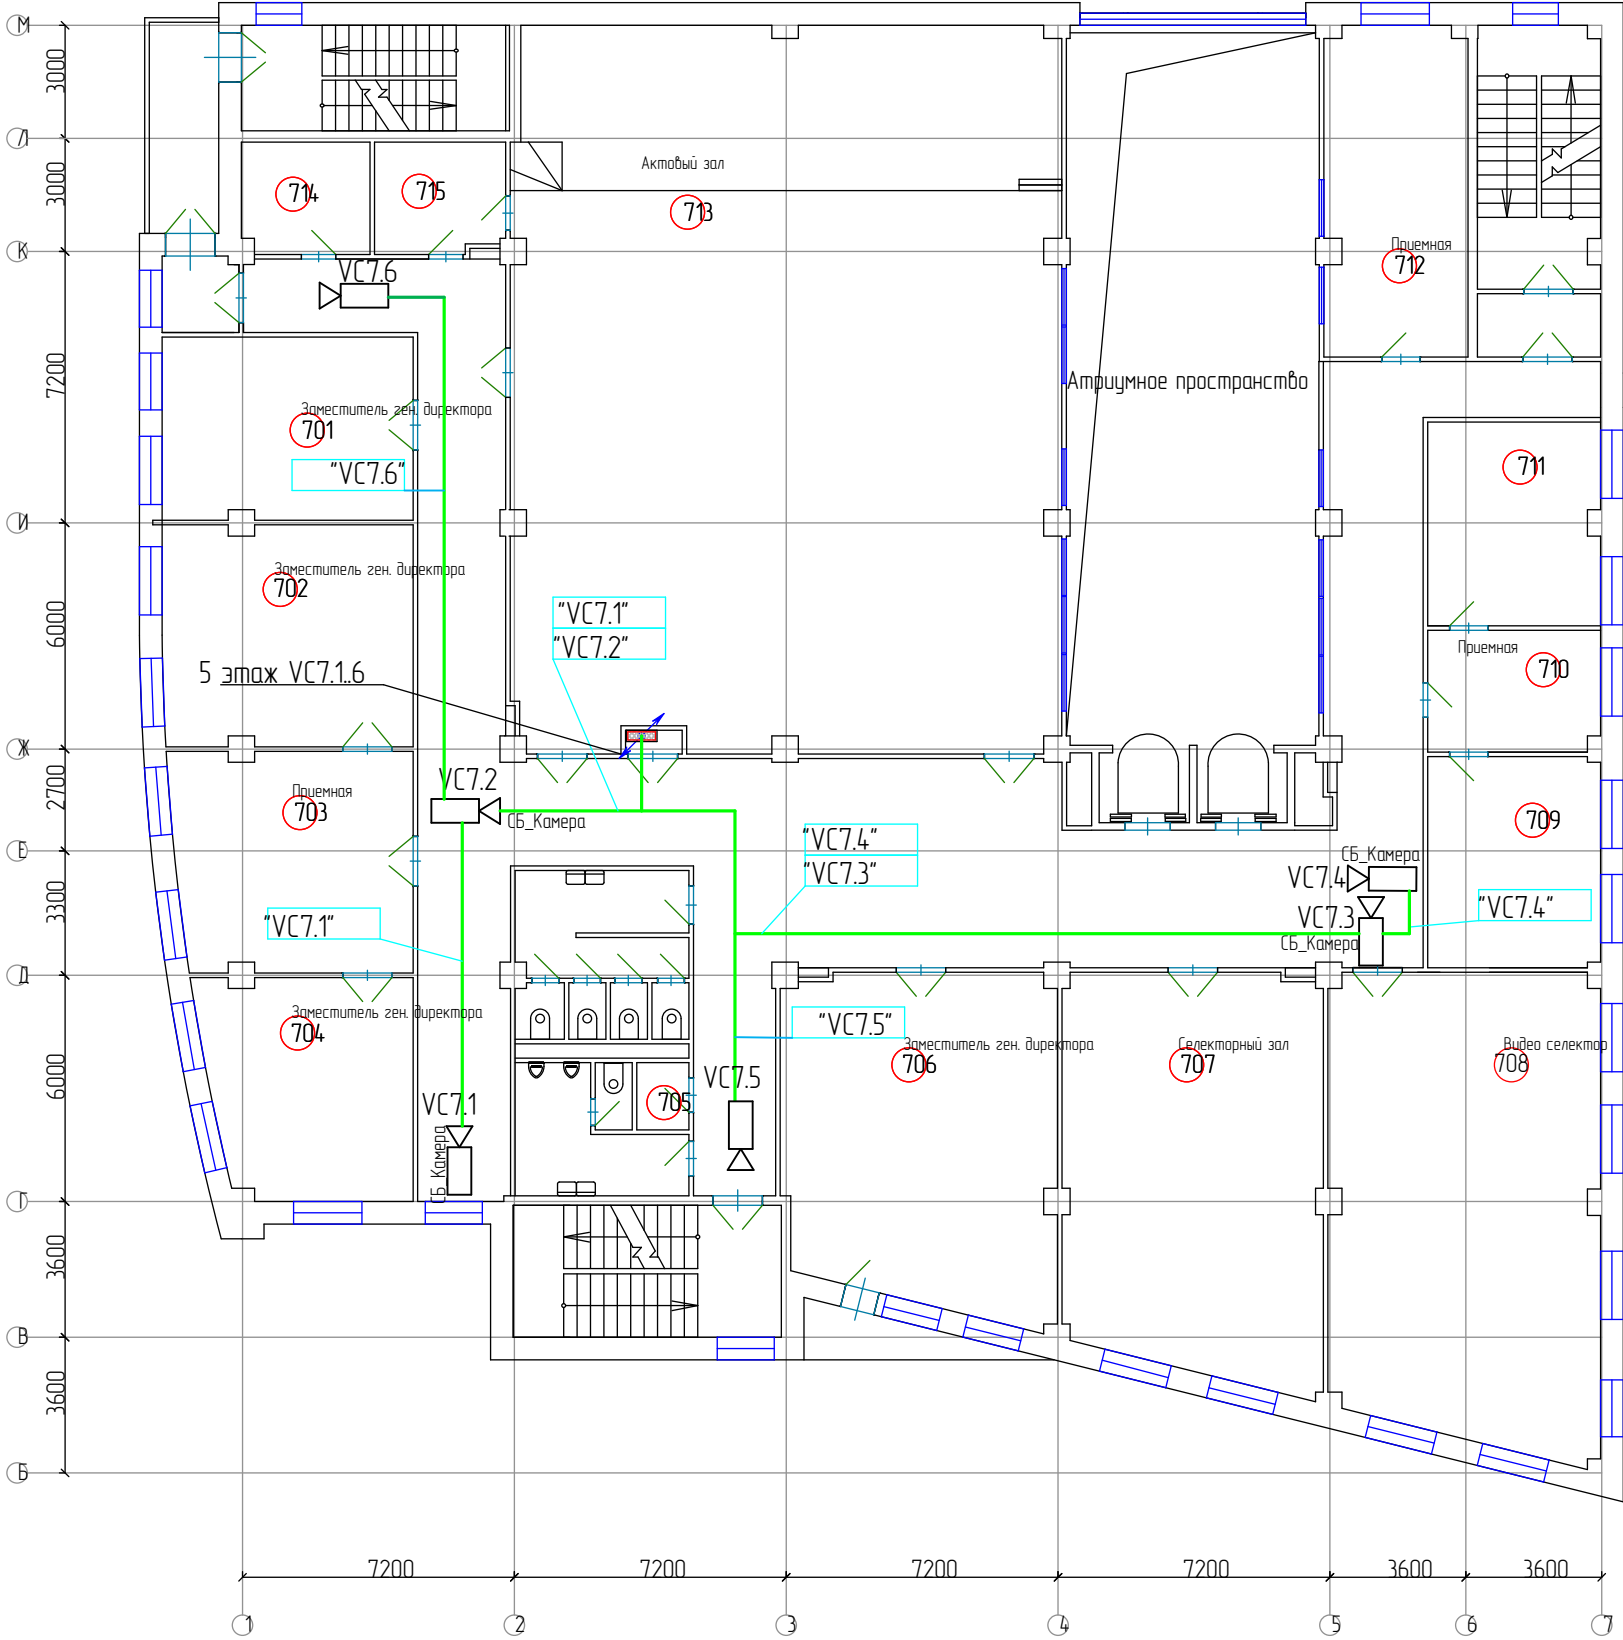 М
3000
Л
Актовый зал
3000
714
715
713
К
Приемная
712
VC7.6
7200
Атриумное пространство
Заместитель ген. директора
701
"VC7.6"
711
И
Заместитель ген. директора
702
6000
"VC7.1"
"VC7.2"
Приемная
710
5 этаж VC7.1..6
Ж
2700
VC7.2
СБ_Камера
Приемная
703
709
"VC7.4"
"VC7.3"
Е
СБ_Камера
VC7.4
3300
"VC7.1"
VC7.3
СБ_Камера
"VC7.4"
Д
Заместитель ген. директора
704
"VC7.5"
Заместитель ген. директора
706
Селекторный зал
707
Видео селектор
708
6000
VC7.5
705
VC7.1
СБ_Камера
Г
3600
В
3600
Б
7200
7200
7200
7200
3600
3600
1
2
3
4
5
6
7